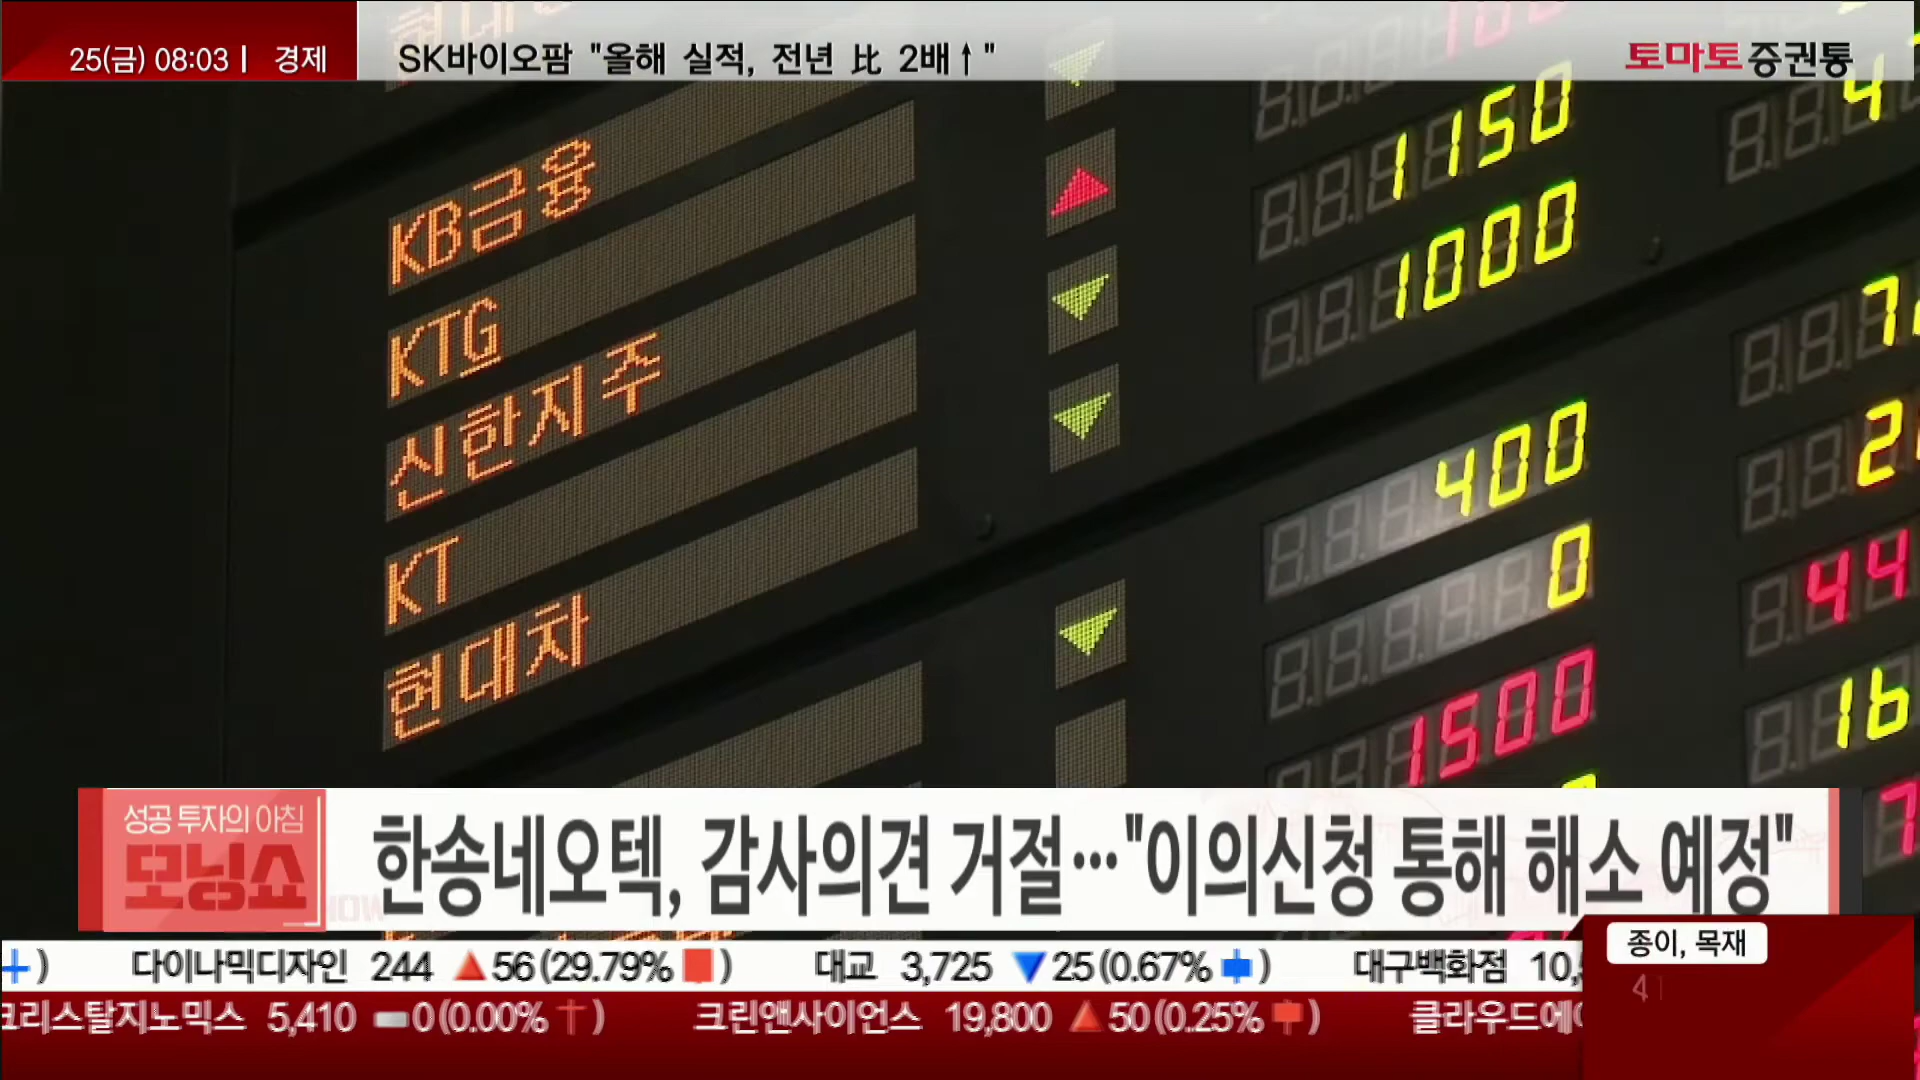 25(금) 08:03 | 경제
SK바이오팜 "올해 실적, 전년 比 2배↑"
토마토증권통
KB금융
KTG
신한지주
KT
현대차
1150
1000
400
0
1500
44
16
성공 투자의 아침
모닝쇼
한송네오텍, 감사의견 거절…"이의신청 통해 해소 예정"
다이나믹디자인 244 ▲56(29.79% ) 대교 3,725 ▼25(0.67% ) 대구백화점
종이, 목재
크리스탈지노믹스 5,410 0(0.00% ) 크린앤사이언스 19,800 ▲50(0.25% )